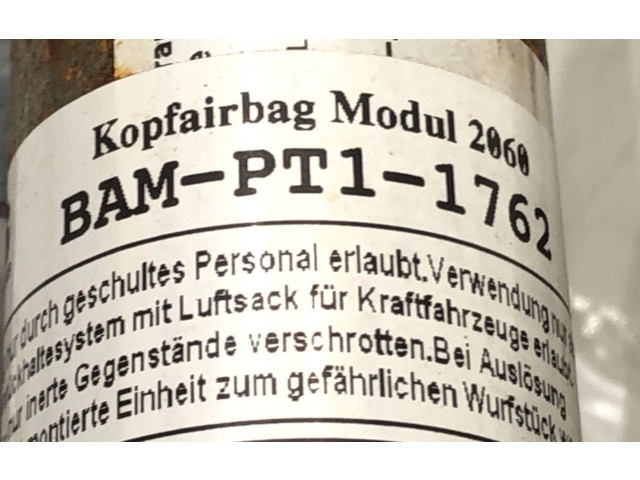 Kopfairbag Modul 2060
BAM-PT1-1762
durch geschultes Personal erlaubt.Verwendung nur
mit Luftsack für Kraftfahrzeuge
inerte Gegenstände verschrotten.Bei Auslösung
montierte Einheit zum gefährlichen Wurfstück